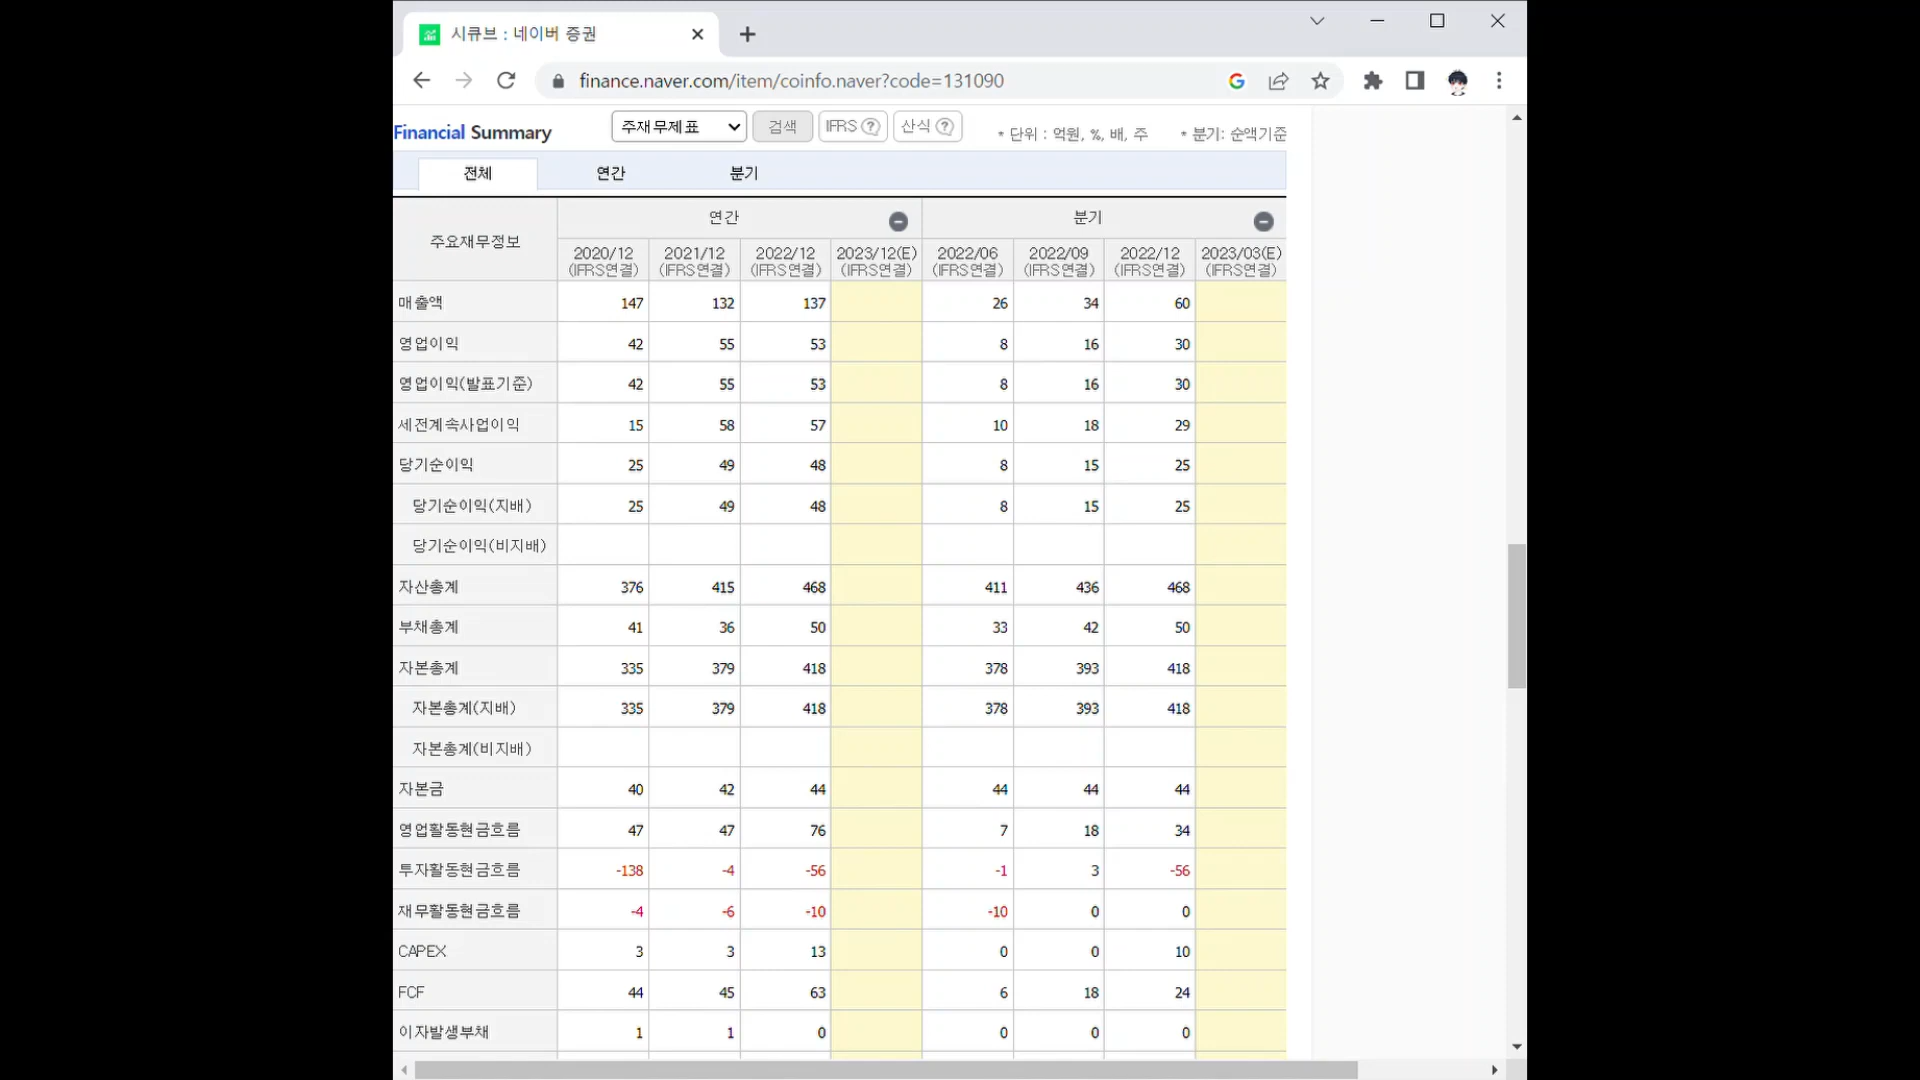 시큐브 : 네이버 증권
finance.naver.com/item/coinfo.naver?code=131090
Financial Summary 주재무제표 검색 IFRS 산식 * 단위 : 억원, %, 배, 주 * 분기: 순액기준
전체 연간 분기
주요재무정보 연간 분기
2020/12 2021/12 2022/12 2023/12(E) 2022/06 2022/09 2022/12 2023/03(E)
(IFRS연결) (IFRS연결) (IFRS연결) (IFRS연결) (IFRS연결) (IFRS연결) (IFRS연결) (IFRS연결)
매출액 147 132 137 26 34 60
영업이익 42 55 53 8 16 30
영업이익(발표기준) 42 55 53 8 16 30
세전계속사업이익 15 58 57 10 18 29
당기순이익 25 49 48 8 15 25
당기순이익(지배) 25 49 48 8 15 25
당기순이익(비지배)
자산총계 376 415 468 411 436 468
부채총계 41 36 50 33 42 50
자본총계 335 379 418 378 393 418
자본총계(지배) 335 379 418 378 393 418
자본총계(비지배)
자본금 40 42 44 44 44 44
영업활동현금흐름 47 47 76 7 18 34
투자활동현금흐름 -138 -4 -56 -1 3 -56
재무활동현금흐름 -4 -6 -10 -10 0 0
CAPEX 3 3 13 0 0 10
FCF 44 45 63 6 18 24
이자발생부채 1 1 0 0 0 0